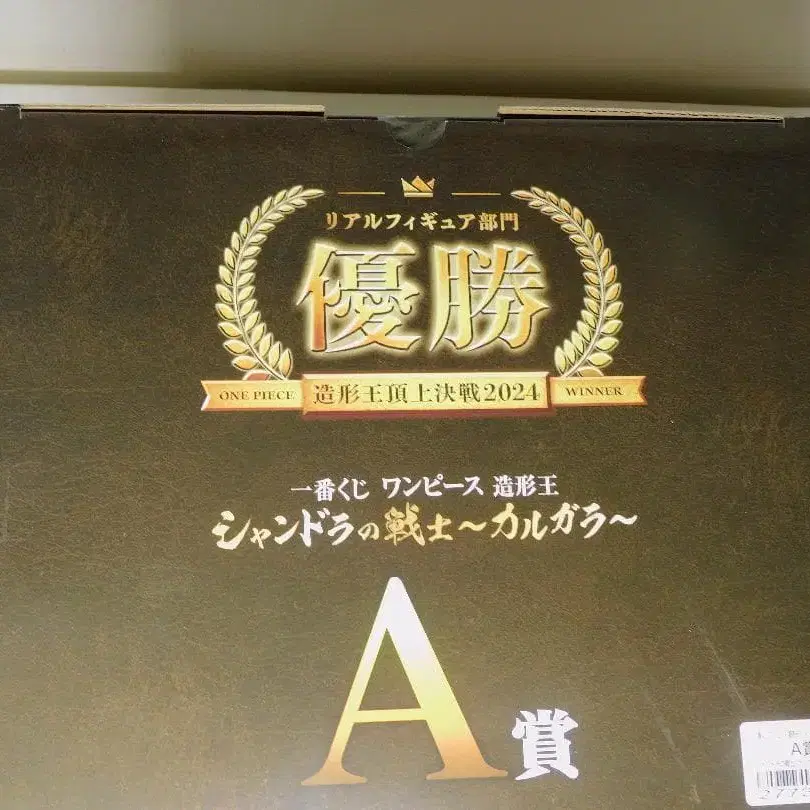 リアルフィギュア部門
優勝
ONE PIECE 造形王頂上決戦2024 WINNER
一番くじ ワンピース 造形王
シャンドラの戦士～カルガラ～
A賞
A賞